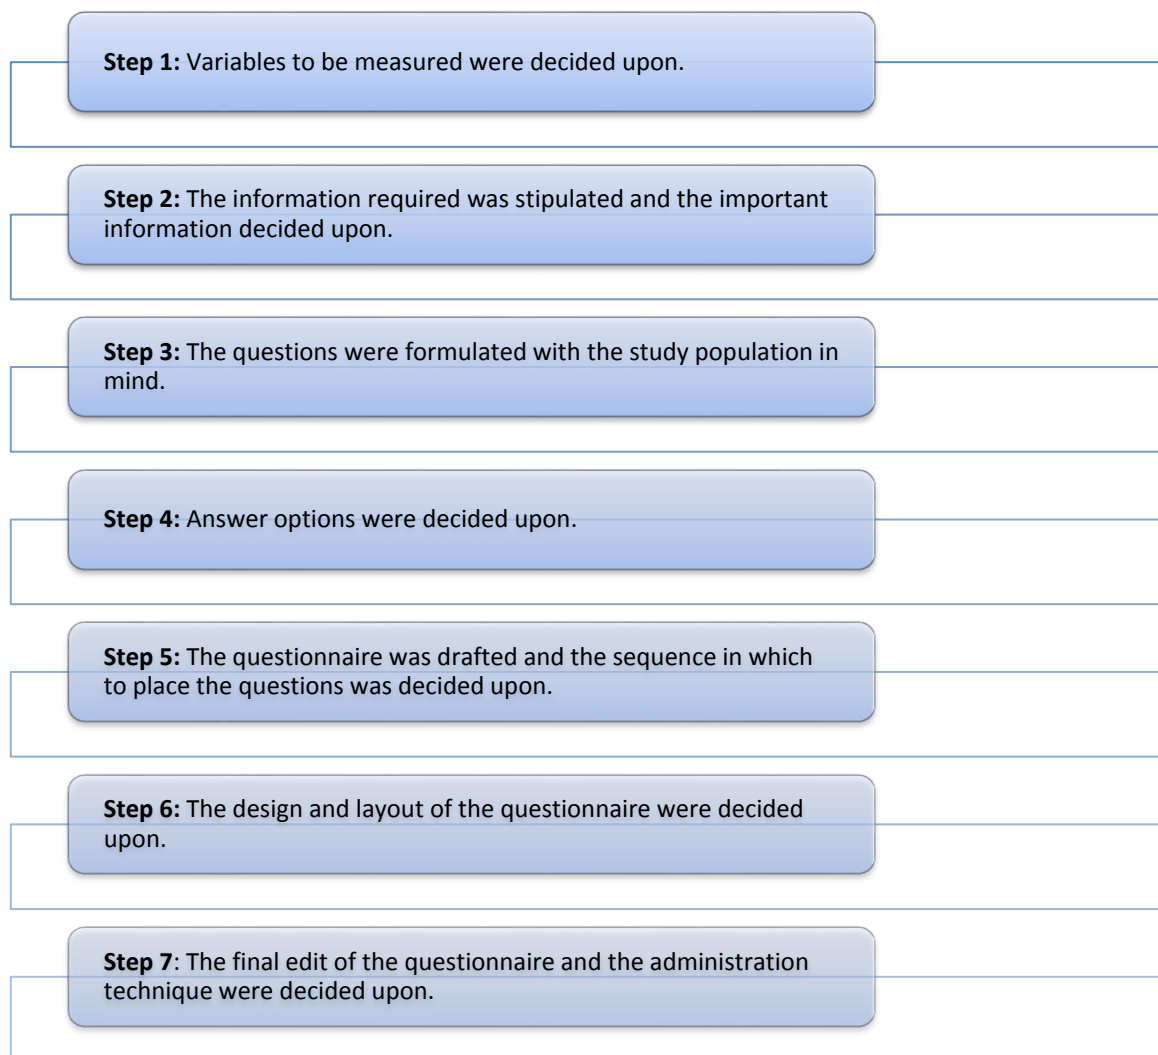 Step 1: Variables to be measured were decided upon.
Step 2: The information required was stipulated and the important
information decided upon.
Step 3: The questions were formulated with the study population in
mind.
Step 4: Answer options were decided upon.
Step 5: The questionnaire was drafted and the sequence in which
to place the questions was decided upon.
Step 6: The design and layout of the questionnaire were decided
upon.
Step 7: The final edit of the questionnaire and the administration
technique were decided upon.